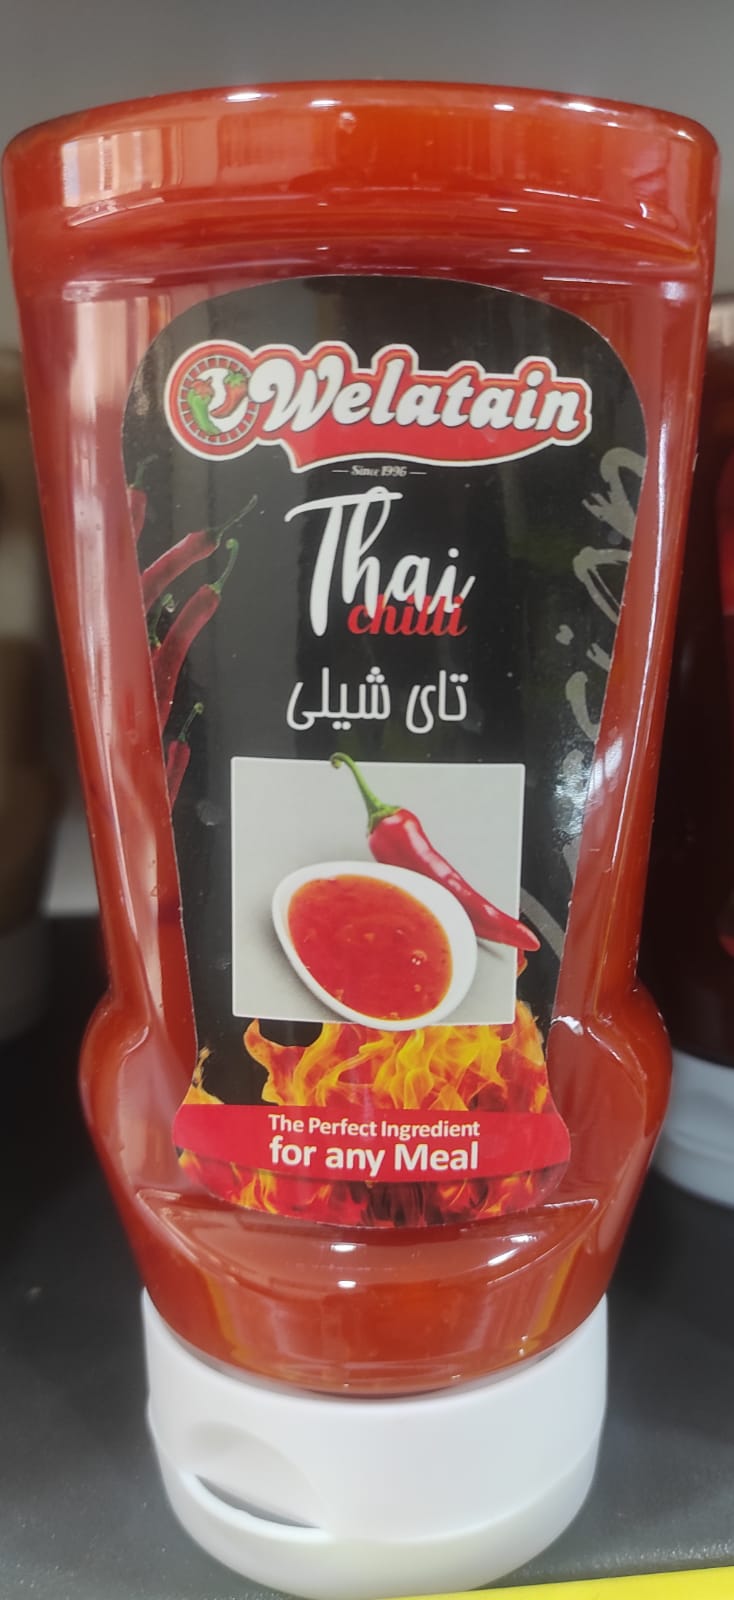 Welatain
Since 1996
Thai
chilli
تای شیلی
The Perfect Ingredient
for any Meal